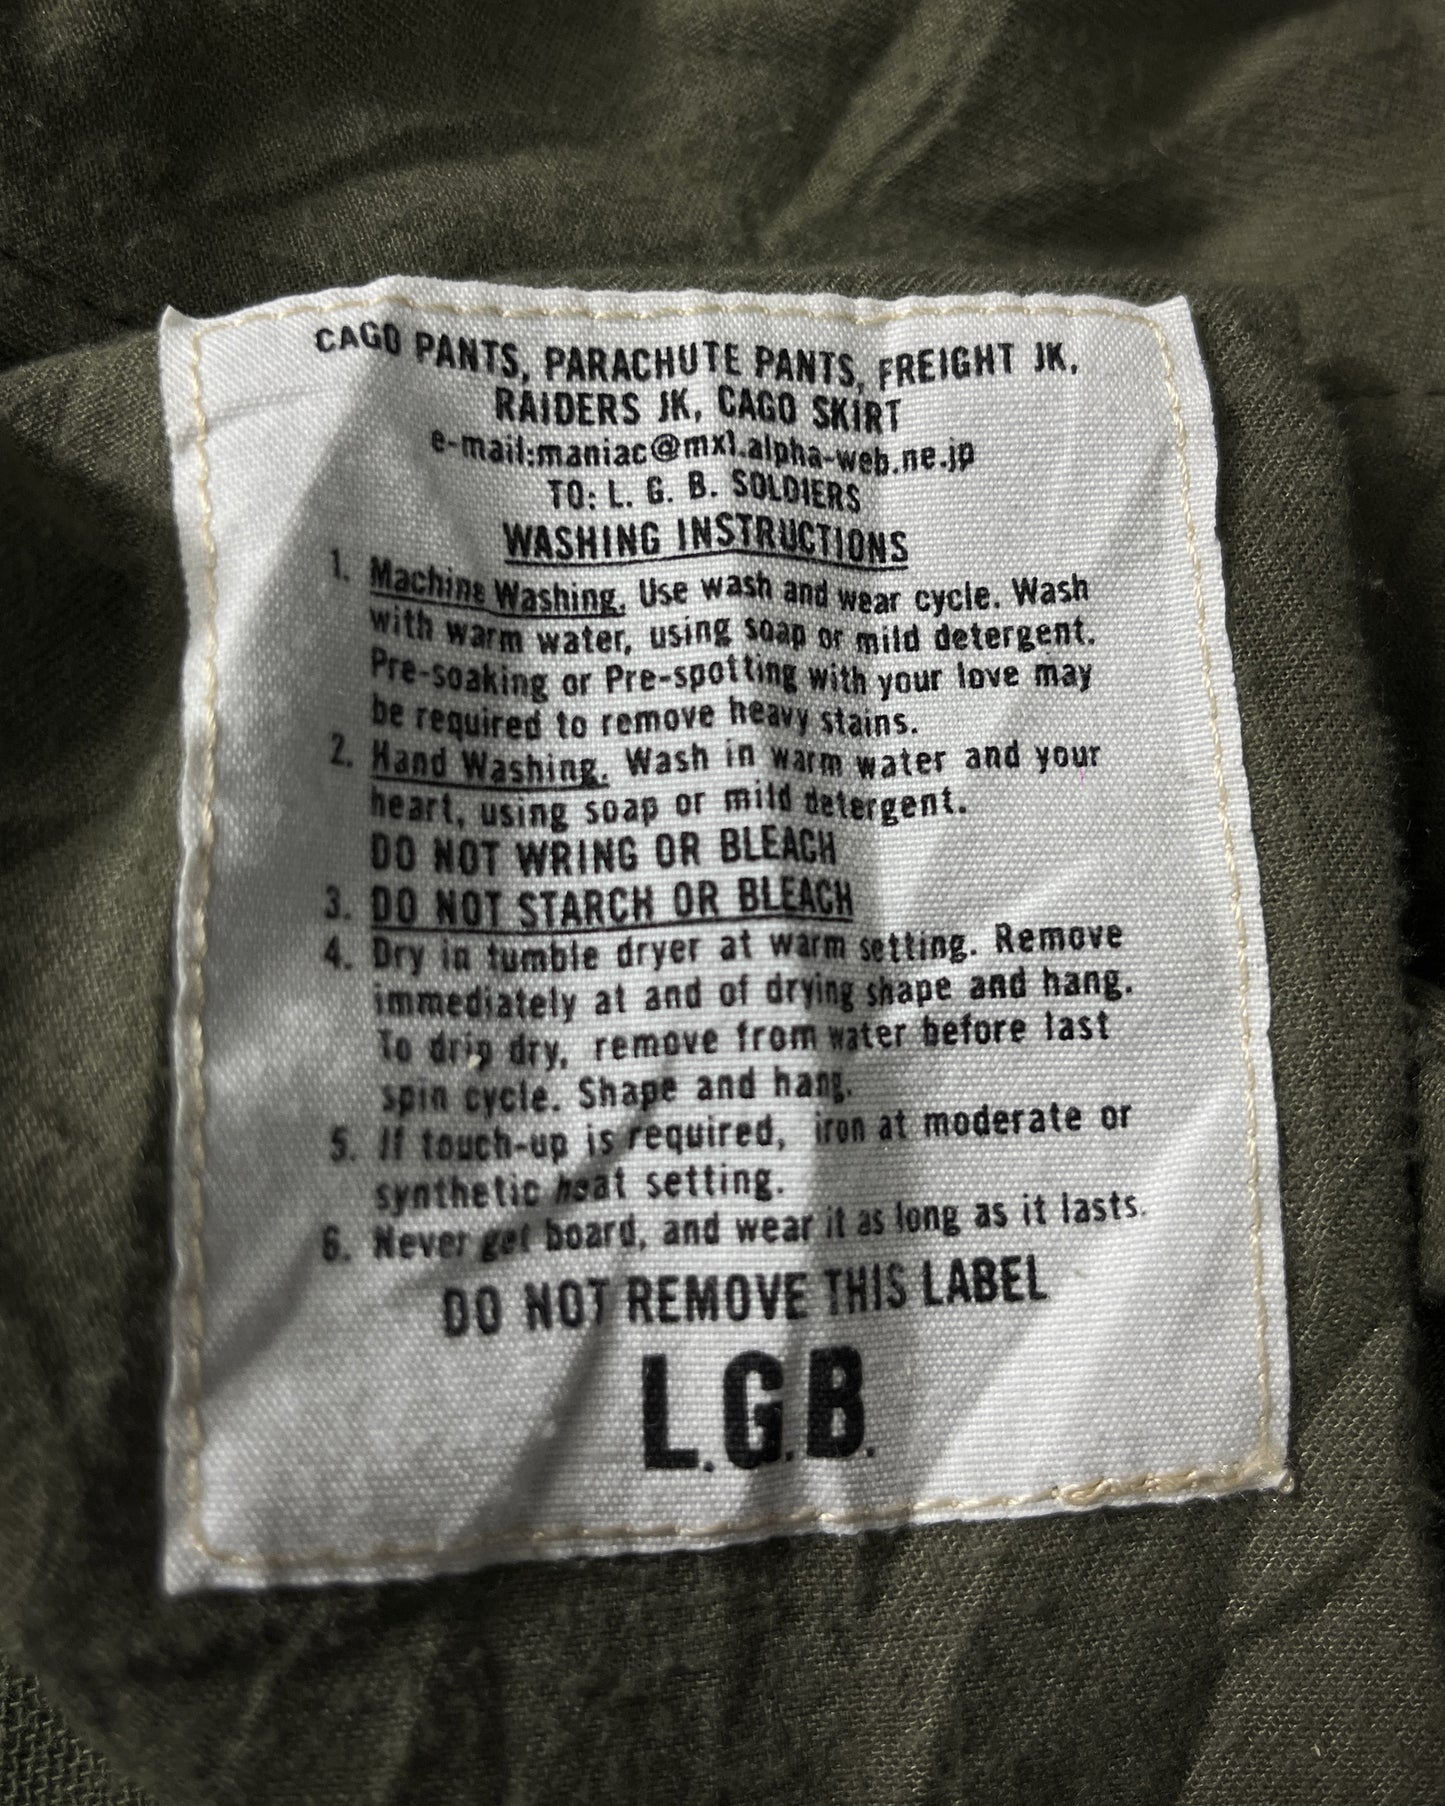 CAGO PANTS, PARACHUTE PANTS, FREIGHT JK,
RAIDERS JK, CAGO SKIRT
e-mail:maniac@mx1.alpha-web.ne.jp
TO: L. G. B. SOLDIERS
WASHING INSTRUCTIONS
1. Machine Washing. Use wash and wear cycle. Wash
with warm water, using soap or mild detergent.
Pre-soaking or Pre-spotting with your love may
be required to remove heavy stains.
2. Hand Washing. Wash in warm water and your
heart, using soap or mild detergent.
DO NOT WRING OR BLEACH
3. DO NOT STARCH OR BLEACH
4. Dry in tumble dryer at warm setting. Remove
immediately at and of drying shape and hang.
To drip dry, remove from water before last
spin cycle. Shape and hang.
5. If touch-up is required, iron at moderate or
synthetic heat setting.
6. Never get board, and wear it as long as it lasts.
DO NOT REMOVE THIS LABEL
L.G.B.